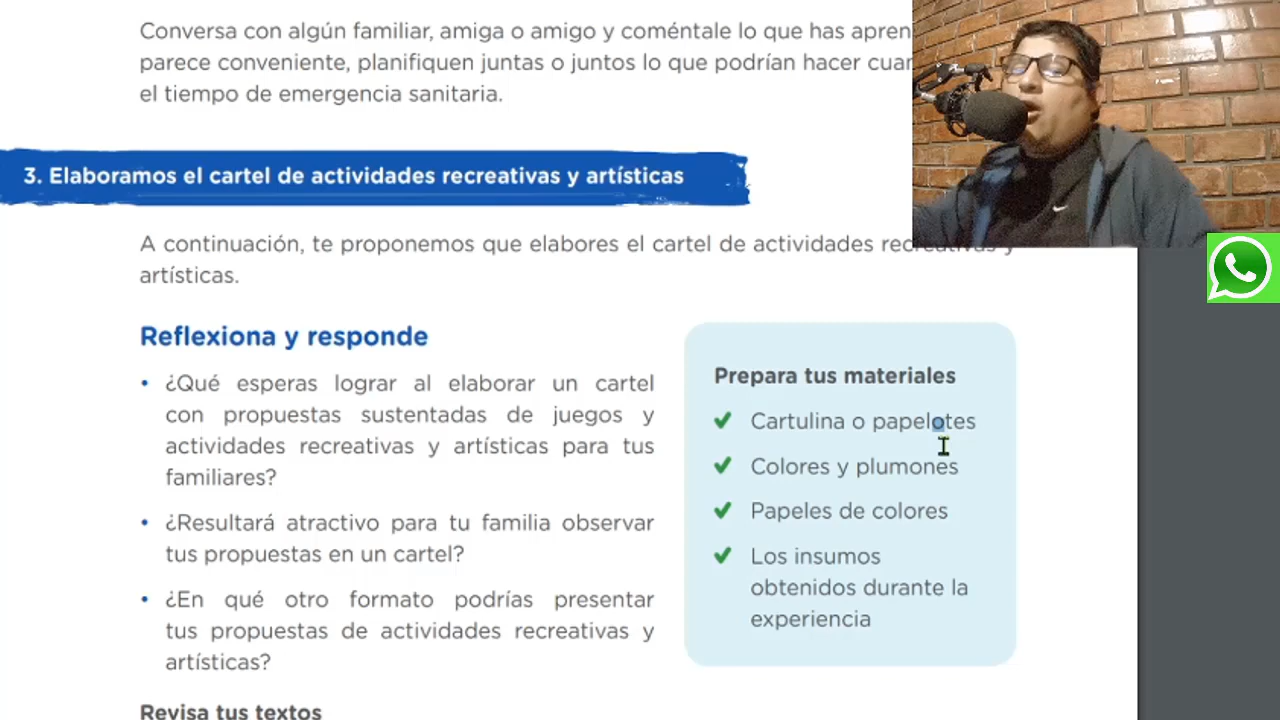 Conversa con algún familiar, amiga o amigo y coméntale lo que has
parece conveniente, planifiquen juntas o juntos lo que podrían hacer
el tiempo de emergencia sanitaria.
3. Elaboramos el cartel de actividades recreativas y artísticas
A continuación, te proponemos que elabores el cartel de actividades recreativas y
artísticas.
Reflexiona y responde
• ¿Qué esperas lograr al elaborar un cartel
con propuestas sustentadas de juegos y
actividades recreativas y artísticas para tus
familiares?
• ¿Resultará atractivo para tu familia observar
tus propuestas en un cartel?
• ¿En qué otro formato podrías presentar
tus propuestas de actividades recreativas y
artísticas?
Revisa tus textos
Prepara tus materiales
✔ Cartulina o papelotes
✔ Colores y plumones
✔ Papeles de colores
✔ Los insumos
obtenidos durante la
experiencia